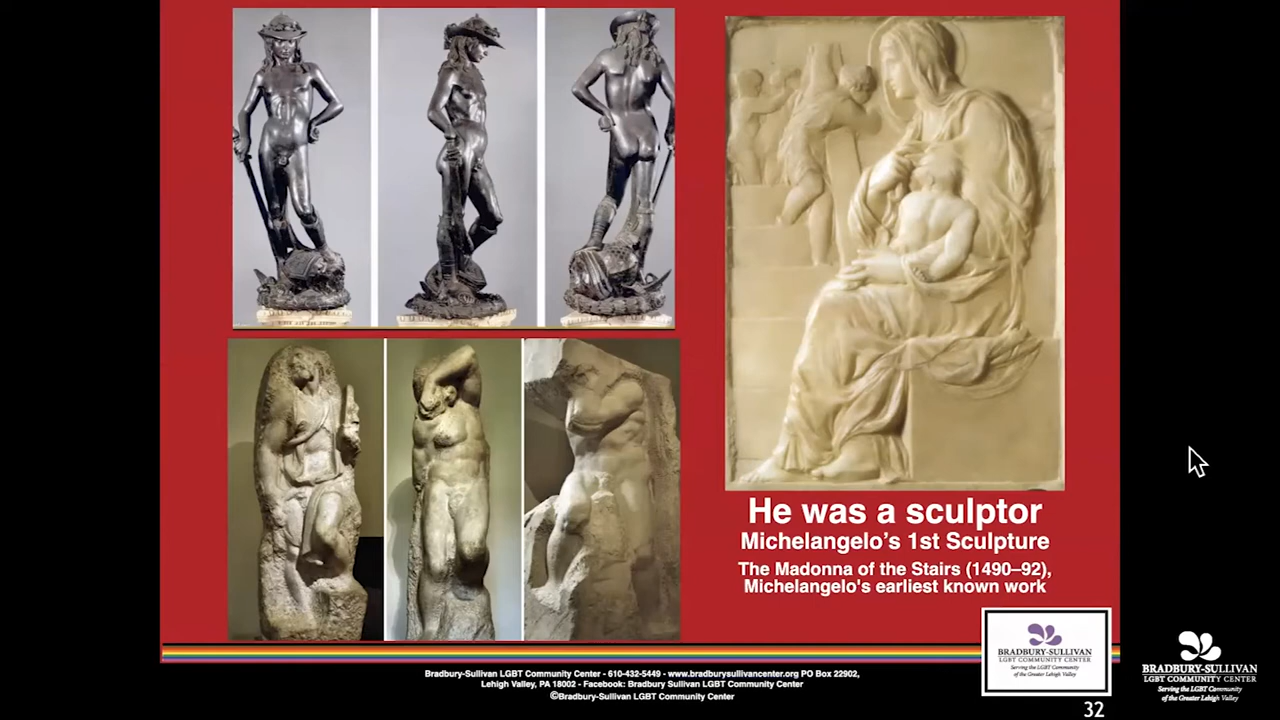 He was a sculptor
Michelangelo's 1st Sculpture
The Madonna of the Stairs (1490–92),
Michelangelo's earliest known work
BRADBURY-SULLIVAN
LGBT COMMUNITY CENTER
Serving the LGBT Community
of the Greater Lehigh Valley
BRADBURY-SULLIVAN
LGBT COMMUNITY CENTER
Serving the LGBT Community
of the Greater Lehigh Valley
Bradbury-Sullivan LGBT Community Center - 610-432-5449 - www.bradburysullivancenter.org PO Box 22902,
Lehigh Valley, PA 18002 - Facebook: Bradbury Sullivan LGBT Community Center
©Bradbury-Sullivan LGBT Community Center
32